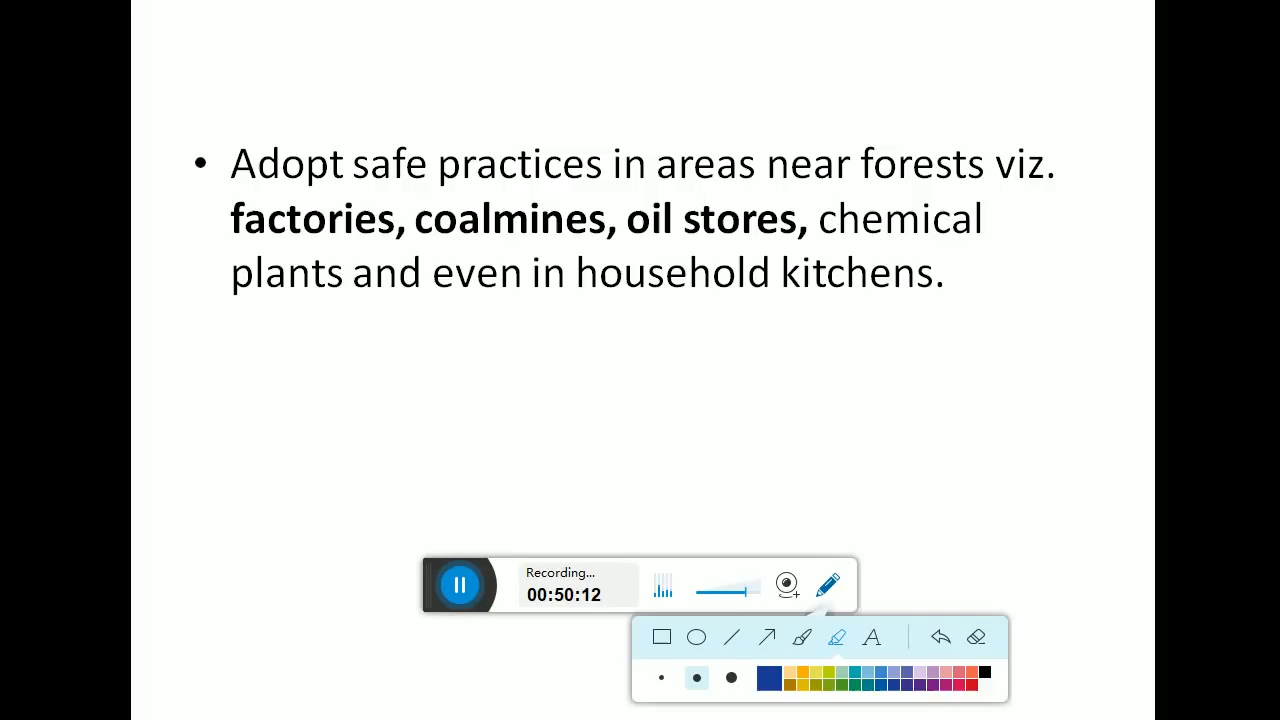 • Adopt safe practices in areas near forests viz.
factories, coalmines, oil stores, chemical
plants and even in household kitchens.
Recording...
00:50:12
A